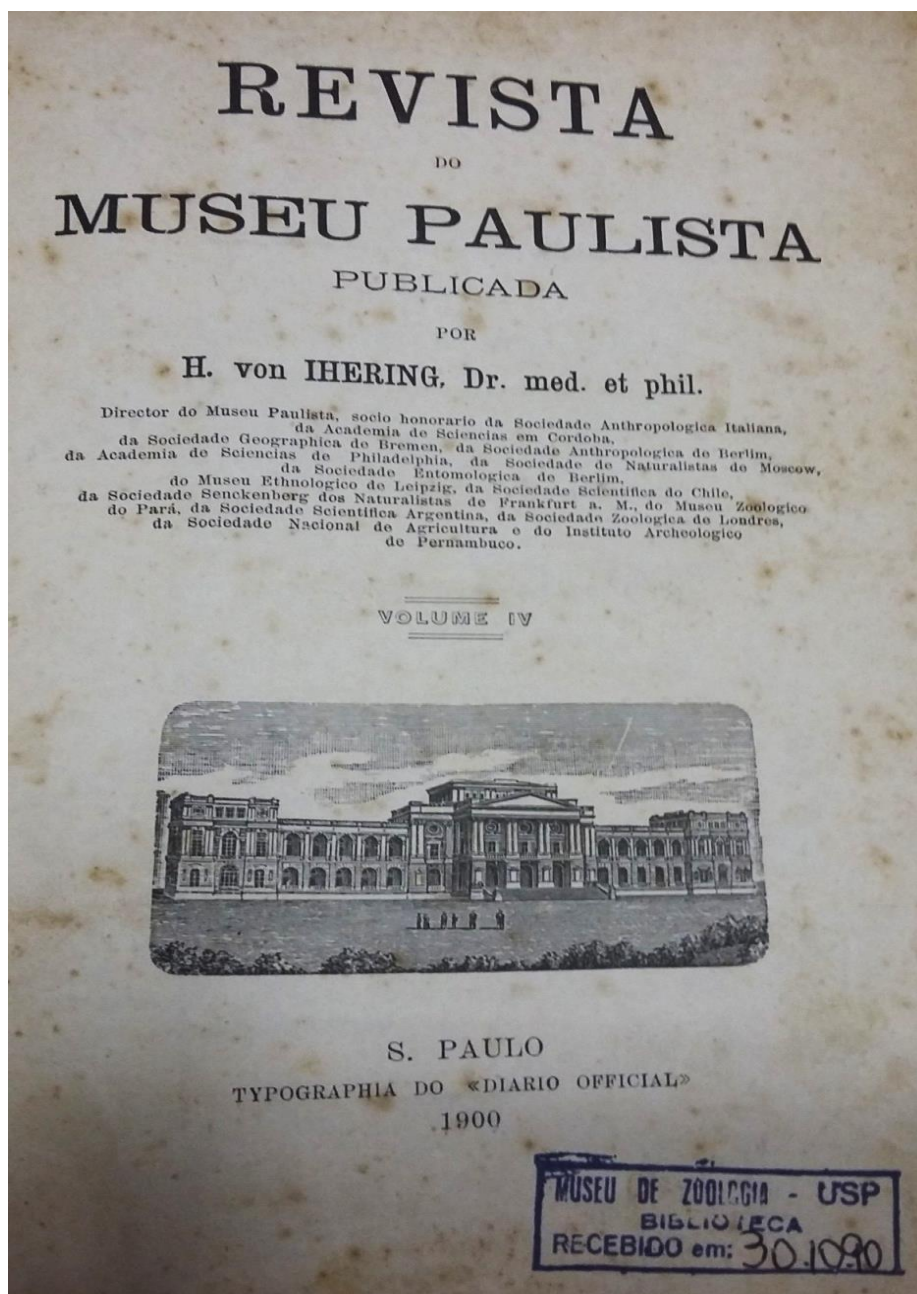 REVISTA
DO
MUSEU PAULISTA
PUBLICADA
POR
H. von IHERING, Dr. med. et phil.
Director do Museu Paulista, socio honorario da Sociedade Anthropologica Italiana,
da Academia de Sciencias em Cordoba,
da Sociedade Geographica de Bremen, da Sociedade Anthropologica de Berlim,
da Academia de Sciencias de Philadelphia, da Sociedade de Naturalistas de Moscow,
da Sociedade Entomologica de Berlim,
do Museu Ethnologico de Leipzig, da Sociedade Scientifica do Chile,
da Sociedade Senckenberg dos Naturalistas de Frankfurt a. M., do Museu Zoologico
do Pará, da Sociedade Scientifica Argentina, da Sociedade Zoologica de Londres,
da Sociedade Nacional de Agricultura e do Instituto Archeologico
de Pernambuco.
VOLUME IV
S. PAULO
TYPOGRAPHIA DO «DIARIO OFFICIAL»
1900
MUSEU DE ZOOLOGIA - USP
BIBLIOTECA
RECEBIDO em: 30.10.90